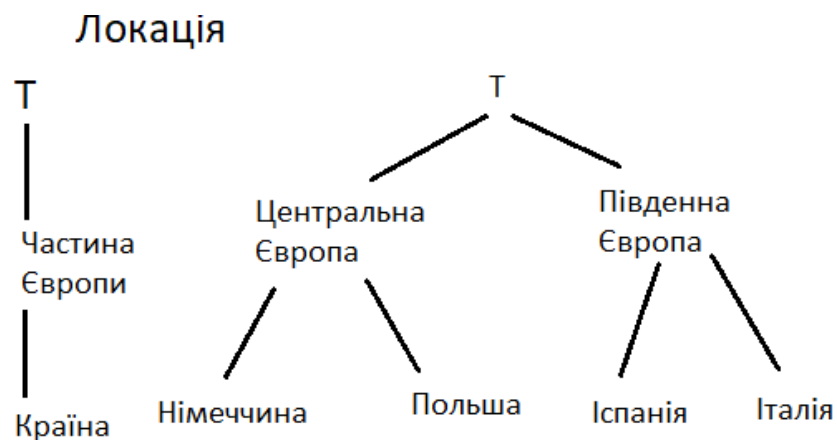 Локація
Т
Т
Центральна
Європа
Південна
Європа
Частина
Європи
Країна
Німеччина
Польша
Іспанія
Італія